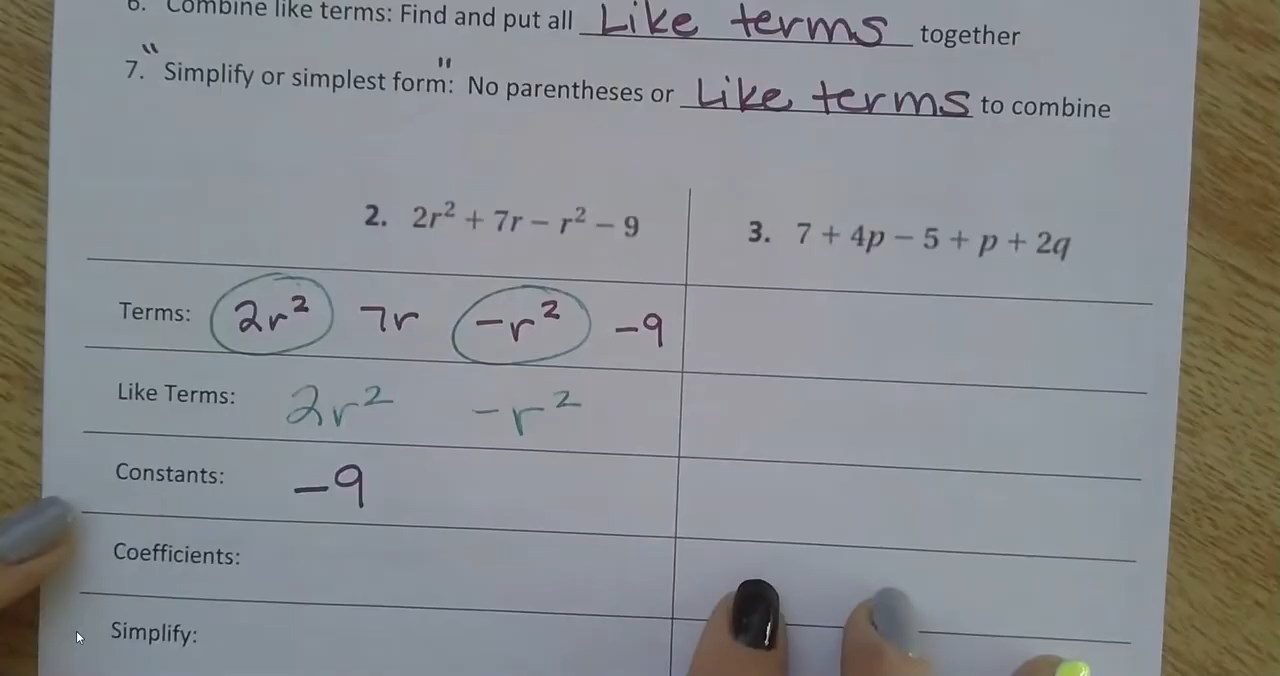 6. Combine like terms: Find and put all Like terms together
7. "Simplify or simplest form": No parentheses or Like terms to combine
2. 2r² + 7r − r² − 9
3. 7 + 4p − 5 + p + 2q
Terms: 2r² 7r −r² −9
Like Terms: 2r² −r²
Constants: −9
Coefficients:
Simplify: